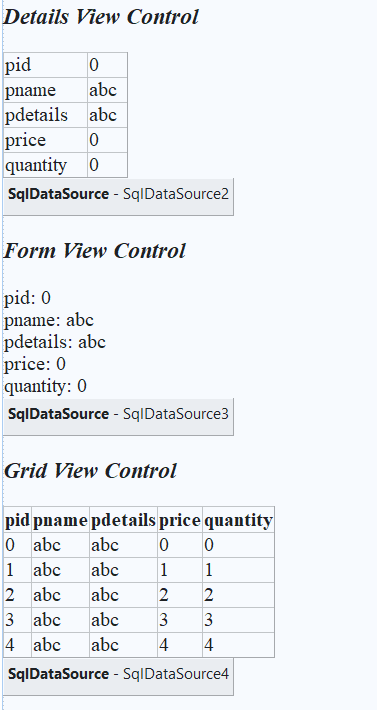 Details View Control
pid 0
pname abc
pdetails abc
price 0
quantity 0
SqlDataSource - SqlDataSource2
Form View Control
pid: 0
pname: abc
pdetails: abc
price: 0
quantity: 0
SqlDataSource - SqlDataSource3
Grid View Control
pid pname pdetails price quantity
0 abc abc 0 0
1 abc abc 1 1
2 abc abc 2 2
3 abc abc 3 3
4 abc abc 4 4
SqlDataSource - SqlDataSource4